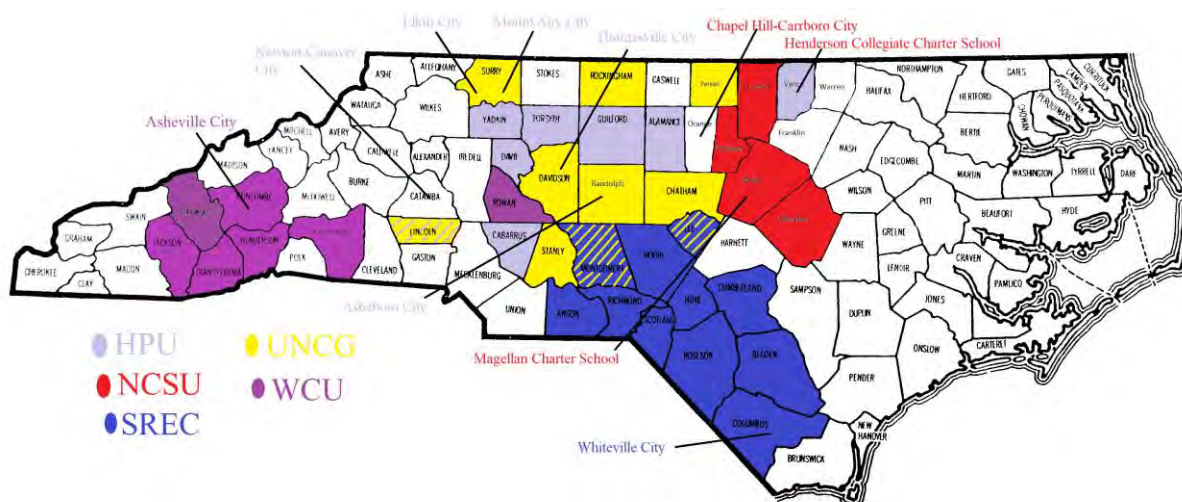 Elkin City
Mount Airy City
Chapel Hill-Carrboro City
Newton-Conover
City
Thomasville City
Henderson Collegiate Charter School
Asheville City
ASHE
ALLEGHANY
SURRY
STOKES
ROCKINGHAM
CASWELL
Person
Vance
Warren
NORTHAMPTON
GATES
CAMDEN
CURRITUCK
PASQUOTANK
PERQUIMANS
CHOWAN
HERTFORD
HALIFAX
WATAUGA
WILKES
YADKIN
FORSYTH
GUILFORD
ALAMANCE
Orange
Franklin
NASH
EDGECOMBE
BERTIE
MARTIN
WASHINGTON
TYRRELL
DARE
MITCHELL
AVERY
YANCEY
MADISON
CALDWELL
ALEXANDER
IREDELL
DAVIE
DAVIDSON
Randolph
CHATHAM
WILSON
PITT
BEAUFORT
HYDE
BURKE
McDOWELL
CATAWBA
ROWAN
BUNCOMBE
HAYWOOD
SWAIN
GRAHAM
CHEROKEE
CLAY
MACON
JACKSON
TRANSYLVANIA
HENDERSON
POLK
CLEVELAND
LINCOLN
GASTON
MECKLENBURG
CABARRUS
STANLY
MONTGOMERY
MOORE
LEE
HARNETT
WAYNE
GREENE
LENOIR
CRAVEN
PAMLICO
JONES
CARTERET
ONSLOW
DUPLIN
SAMPSON
CUMBERLAND
HOKE
RICHMOND
SCOTLAND
ANSON
UNION
ROBESON
BLADEN
PENDER
NEW
HANOVER
COLUMBUS
BRUNSWICK
Asheboro City
Magellan Charter School
Whiteville City
HPU
UNCG
NCSU
WCU
SREC